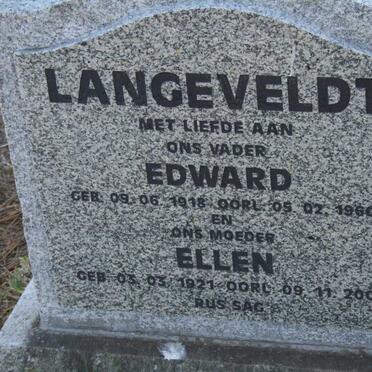 LANGEVELDT
MET LIEFDE AAN
ONS VADER
EDWARD
GEB. 09. 06. 1918 OORL. 05. 02. 196
EN
ONS MOEDER
ELLEN
GEB 03. 03. 1921 OORL. 09. 11. 200
RUS SAG